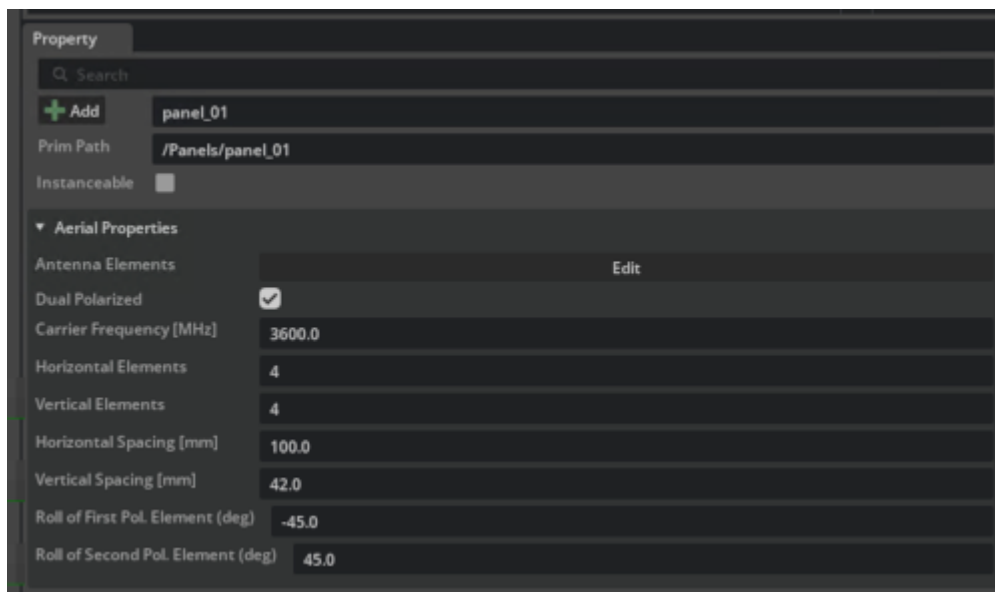 Property
Search
Add panel_01
Prim Path /Panels/panel_01
Instanceable
Aerial Properties
Antenna Elements Edit
Dual Polarized
Carrier Frequency [MHz] 3600.0
Horizontal Elements 4
Vertical Elements 4
Horizontal Spacing [mm] 100.0
Vertical Spacing [mm] 42.0
Roll of First Pol. Element (deg) -45.0
Roll of Second Pol. Element (deg) 45.0